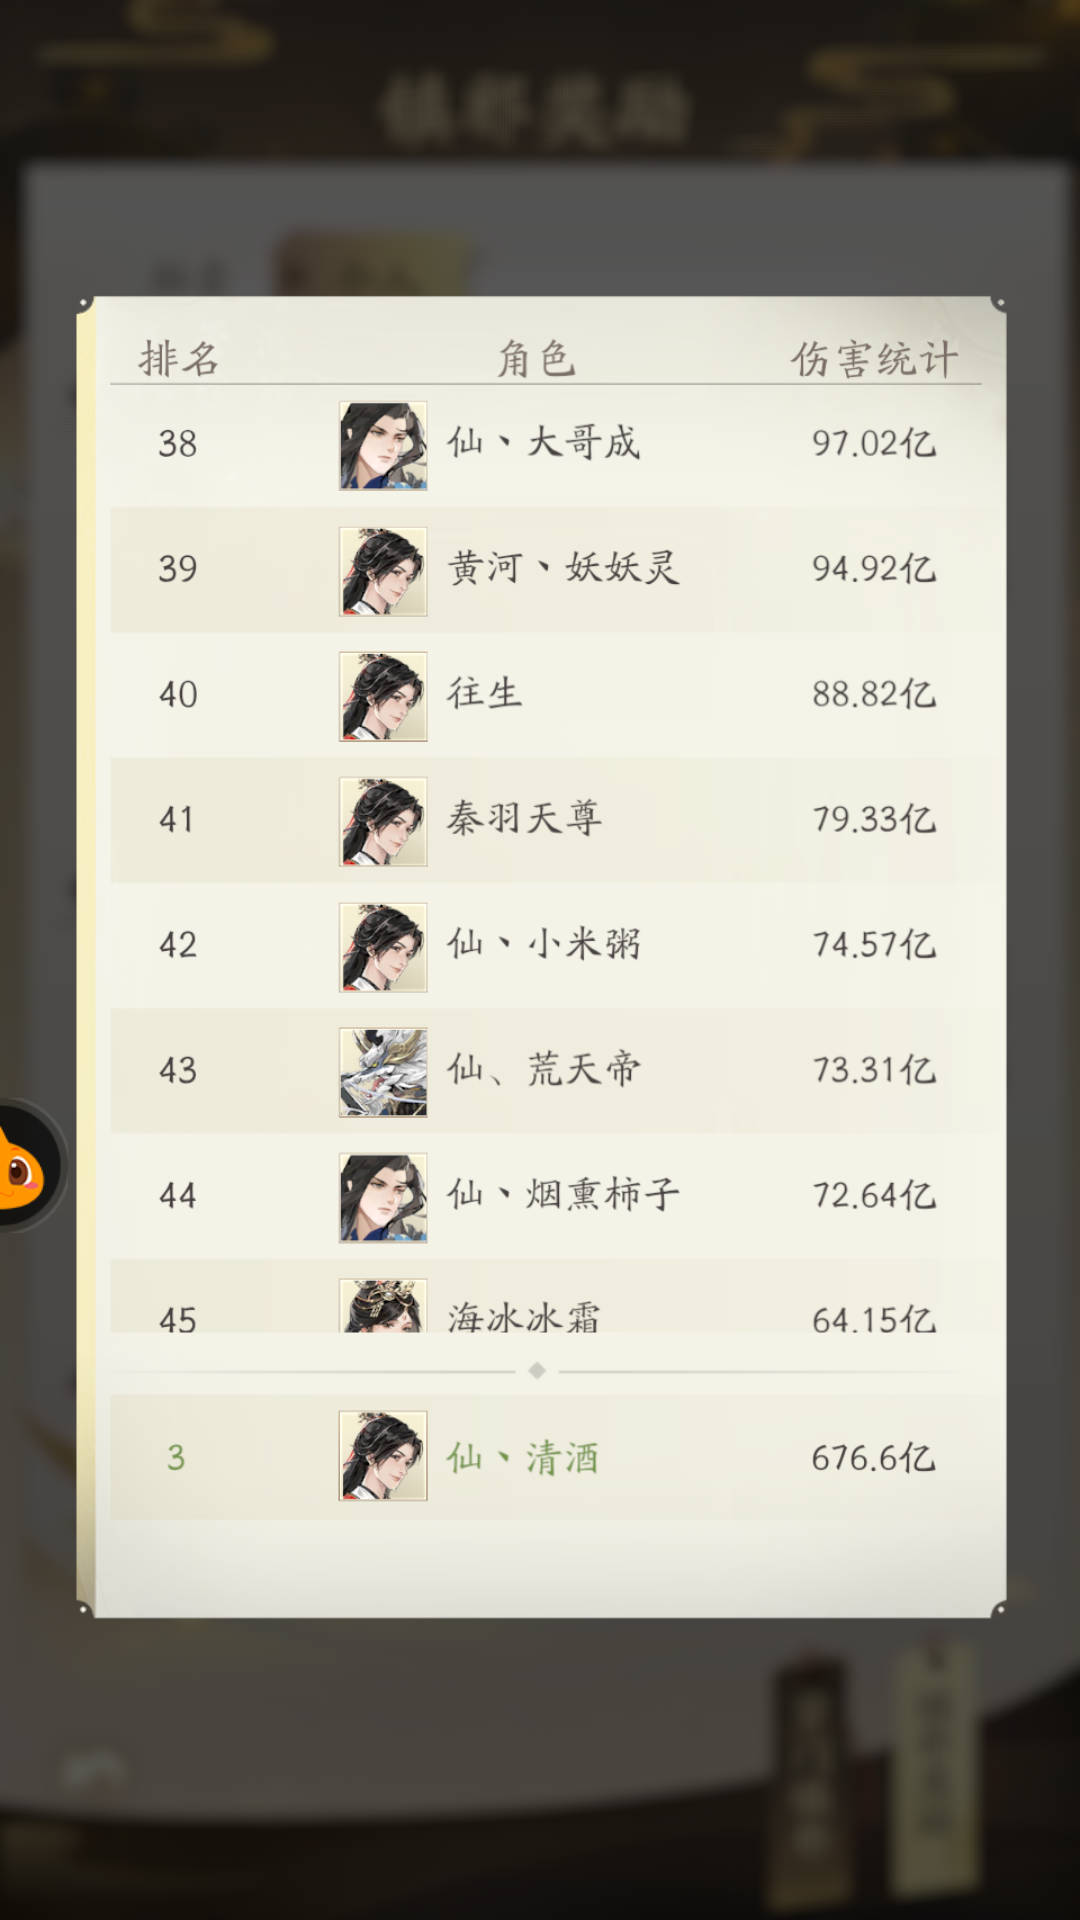 排名 角色 伤害统计
38 仙丶大哥成 97.02亿
39 黄河丶妖妖灵 94.92亿
40 往生 88.82亿
41 秦羽天尊 79.33亿
42 仙丶小米粥 74.57亿
43 仙、荒天帝 73.31亿
44 仙丶烟熏柿子 72.64亿
45 海冰冰霜 64.15亿
3 仙丶清酒 676.6亿